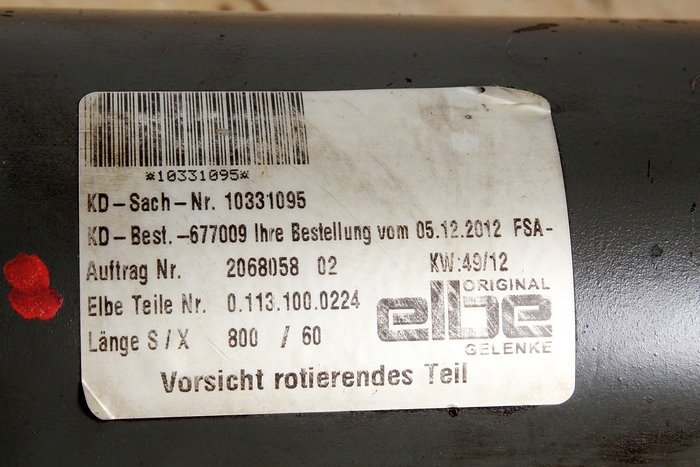 *10331095*
KD-Sach-Nr. 10331095
KD-Best.-677009 Ihre Bestellung vom 05.12.2012 FSA-
Auftrag Nr. 2068058 02 KW:49/12
Elbe Teile Nr. 0.113.100.0224
Länge S/X 800 / 60
ORIGINAL
elbe
GELENKE
Vorsicht rotierendes Teil